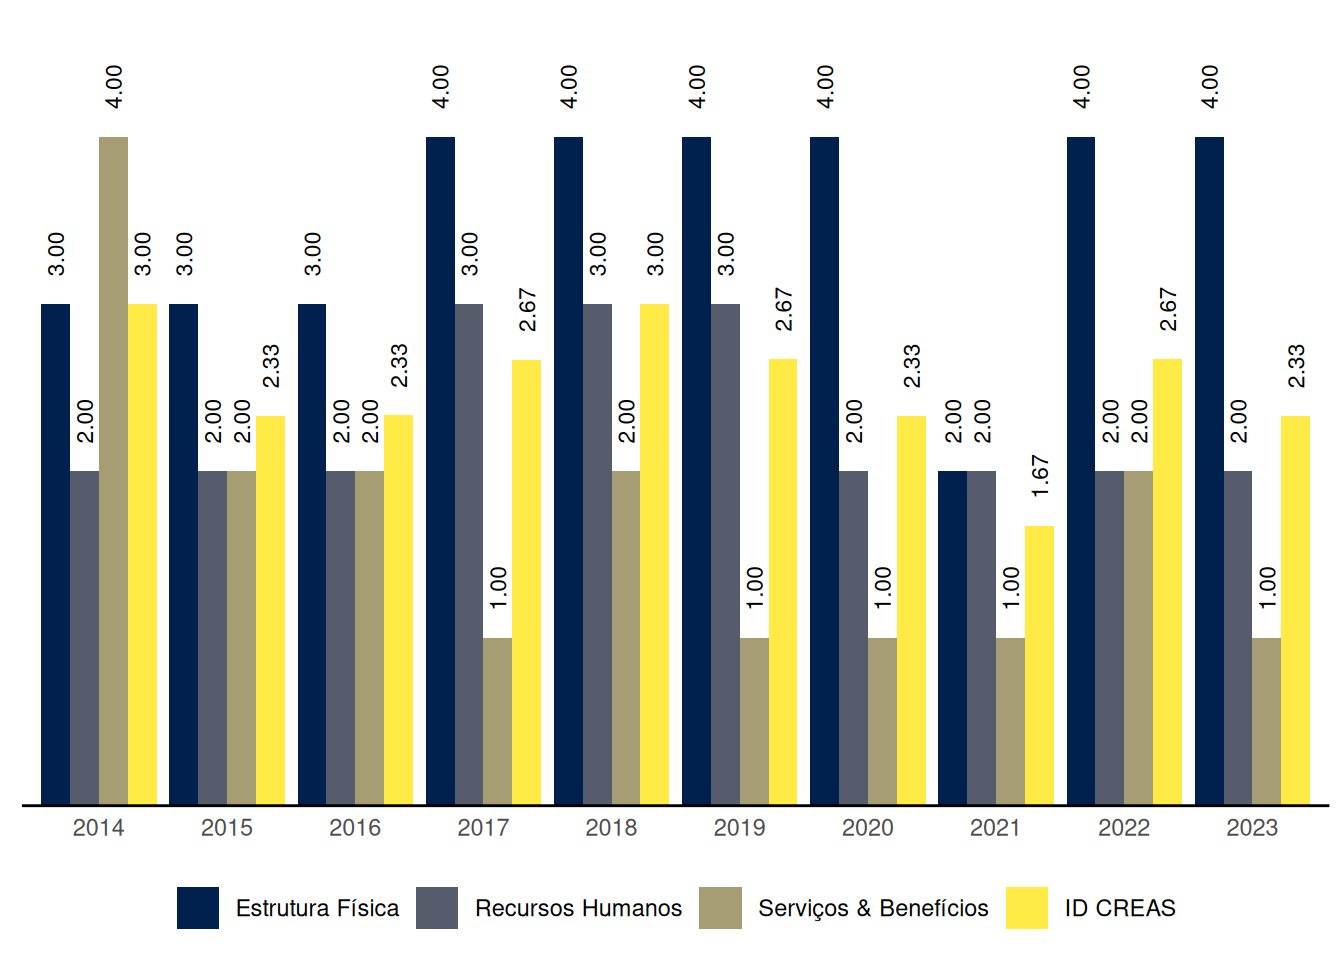 4.00 4.00 4.00 4.00 4.00 4.00 4.00
3.00 3.00 3.00 3.00 3.00 3.00 3.00 3.00
2.67 2.67 2.67
2.33 2.33 2.33 2.33
2.00 2.00 2.00 2.00 2.00 2.00 2.00 2.00 2.00 2.00 2.00 2.00
1.67
1.00 1.00 1.00 1.00 1.00
2014 2015 2016 2017 2018 2019 2020 2021 2022 2023
Estrutura Física Recursos Humanos Serviços & Benefícios ID CREAS